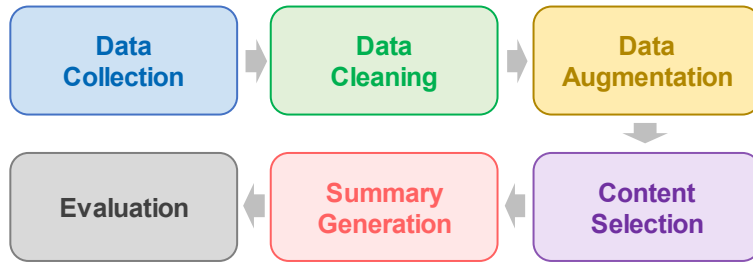 Data
Collection
Data
Cleaning
Data
Augmentation
Content
Selection
Summary
Generation
Evaluation